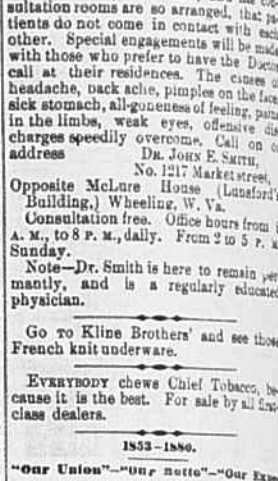 sultation rooms are so arranged, that pa-
tients do not come in contact with each
other. Special engagements will be made
with those who prefer to have the Doctor
call at their residences. The causes of
headache, back ache, pimples on the face,
sick stomach, all-goneness of feeling, pains
in the limbs, weak eyes, offensive dis-
charges speedily overcome. Call on or
address DR. JOHN E. SMITH,
No. 1217 Market street,
Opposite McLure House (Lunsford's
Building,) Wheeling, W. Va.
Consultation free. Office hours from
A. M., to 8 P. M., daily. From 2 to 5 P. M.
Sunday.
Note—Dr. Smith is here to remain per
mantly, and is a regularly educated
physician.
GO TO Kline Brothers' and see those
French knit underware.
EVERYBODY chews Chief Tobacco, be-
cause it is the best. For sale by all first
class dealers.
1853–1880.
"Our Union"—"Our Motto"—"Our